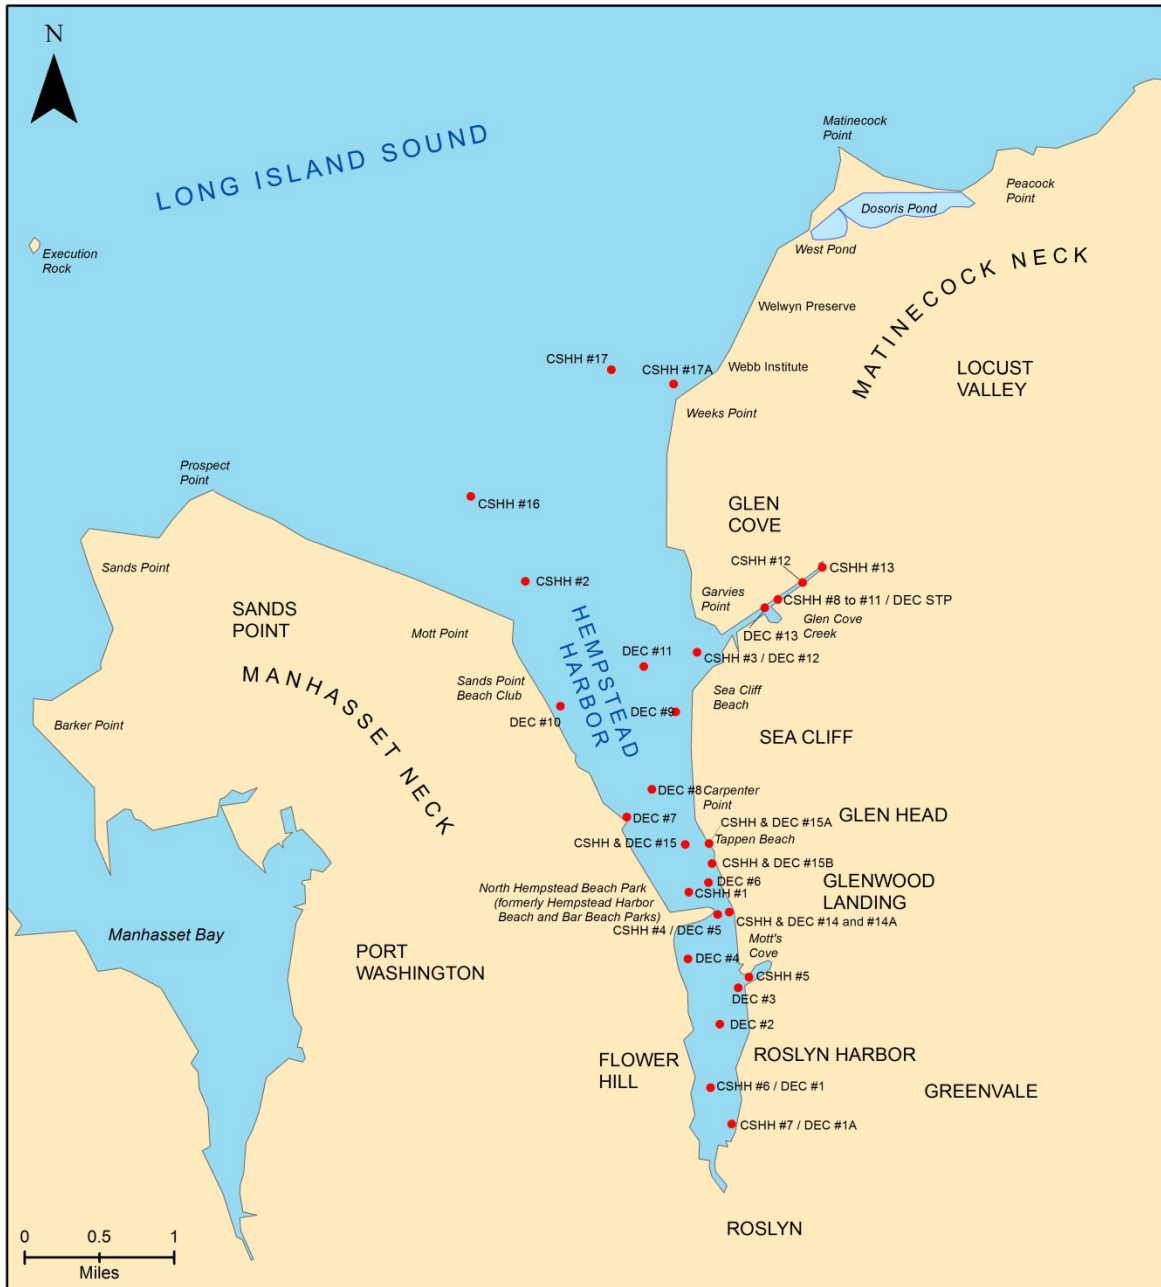 N
LONG ISLAND SOUND
Matinecock
Point
Peacock
Point
Dosoris Pond
West Pond
Execution
Rock
MATINECOCK NECK
Welwyn Preserve
CSHH #17
CSHH #17A
Webb Institute
LOCUST
VALLEY
Weeks Point
Prospect
Point
CSHH #16
GLEN
COVE
CSHH #12
CSHH #13
Sands Point
CSHH #2
Garvies
Point
CSHH #8 to #11 / DEC STP
SANDS
POINT
Glen Cove
Creek
DEC #13
Mott Point
HEMPSTEAD
HARBOR
DEC #11
CSHH #3 / DEC #12
MANHASSET NECK
Sands Point
Beach Club
Sea Cliff
Beach
DEC #10
DEC #9
Barker Point
SEA CLIFF
DEC #8
Carpenter
Point
DEC #7
GLEN HEAD
CSHH & DEC #15A
Tappen Beach
CSHH & DEC #15
CSHH & DEC #15B
DEC #6
GLENWOOD
LANDING
CSHH #1
North Hempstead Beach Park
(formerly Hempstead Harbor
Beach and Bar Beach Parks)
CSHH & DEC #14 and #14A
CSHH #4 / DEC #5
Manhasset Bay
PORT
WASHINGTON
Mott's
Cove
DEC #4
CSHH #5
DEC #3
DEC #2
FLOWER
HILL
ROSLYN HARBOR
CSHH #6 / DEC #1
GREENVALE
CSHH #7 / DEC #1A
ROSLYN
0 0.5 1
Miles